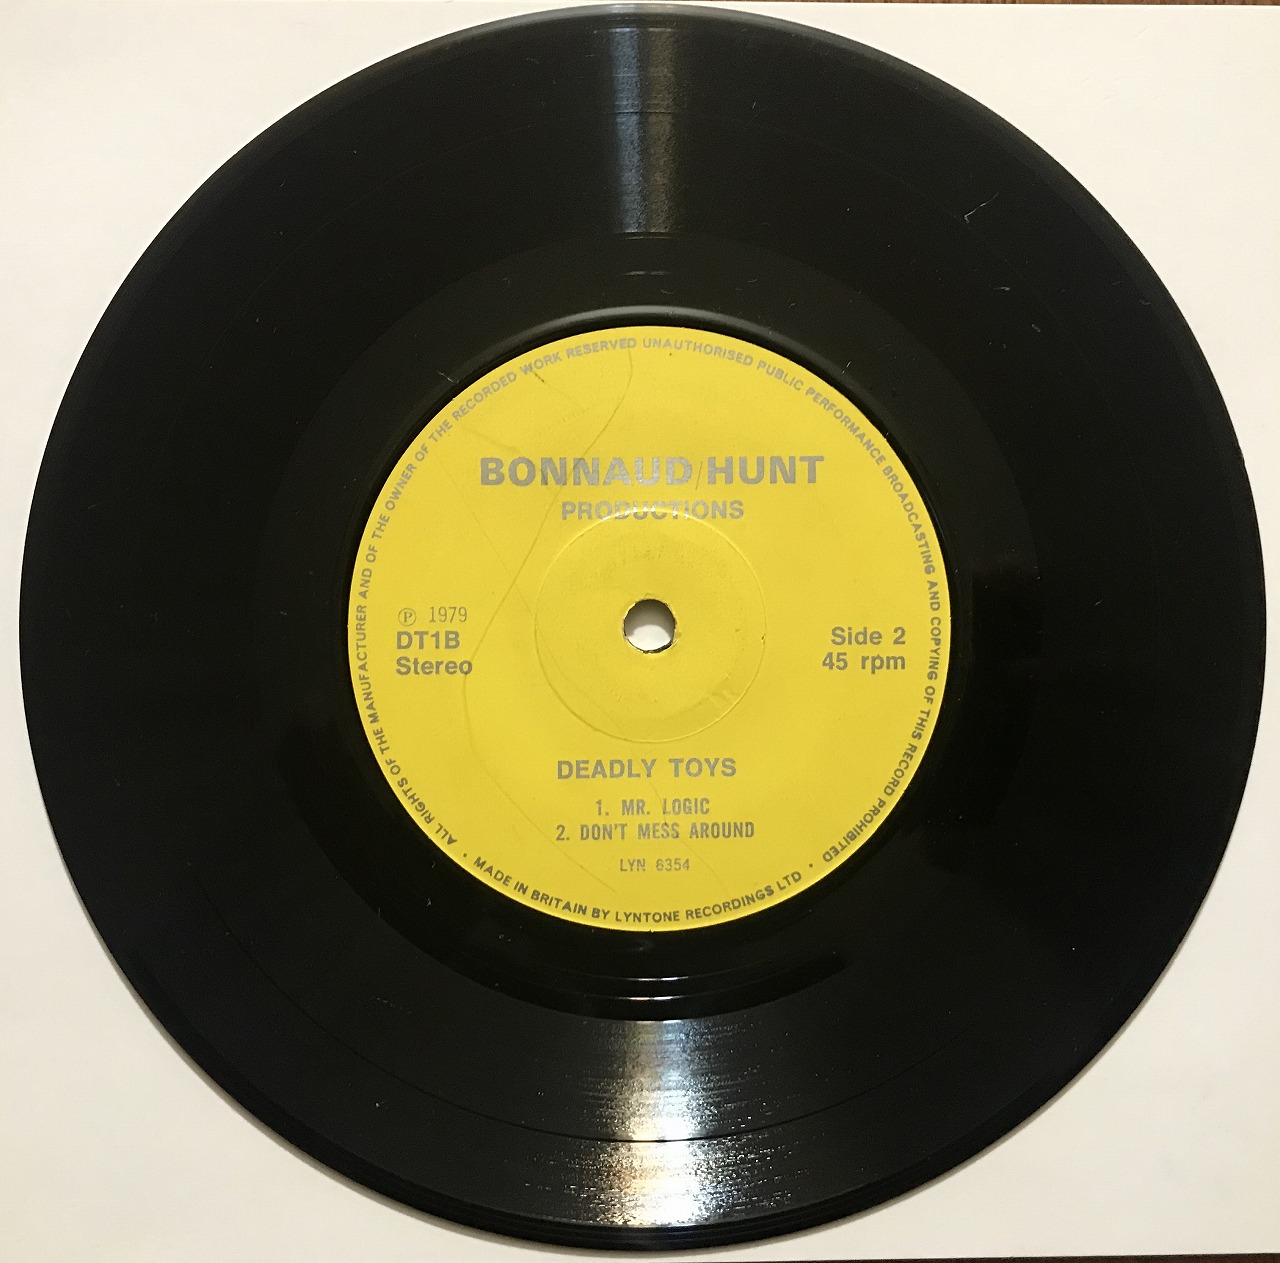 ALL RIGHTS OF THE MANUFACTURER AND OF THE OWNER OF THE RECORDED WORK RESERVED UNAUTHORISED PUBLIC PERFORMANCE BROADCASTING AND COPYING OF THIS RECORD PROHIBITED •
BONNAUD/HUNT
PRODUCTIONS
℗ 1979
DT1B
Stereo
Side 2
45 rpm
DEADLY TOYS
1. MR. LOGIC
2. DON'T MESS AROUND
LYN 6354
• MADE IN BRITAIN BY LYNTONE RECORDINGS LTD